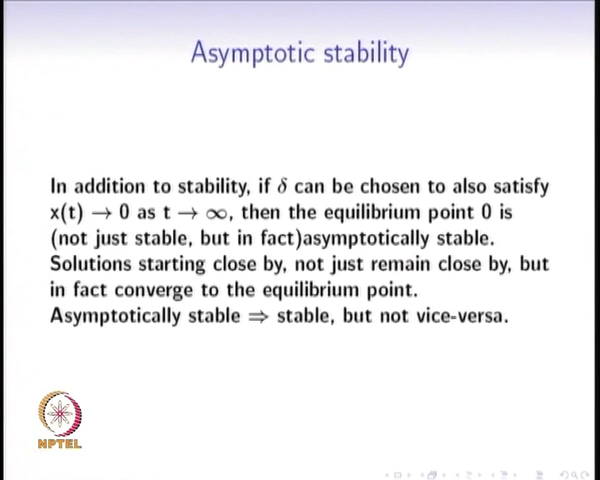 Asymptotic stability
In addition to stability, if δ can be chosen to also satisfy
x(t) → 0 as t → ∞, then the equilibrium point 0 is
(not just stable, but in fact)asymptotically stable.
Solutions starting close by, not just remain close by, but
in fact converge to the equilibrium point.
Asymptotically stable ⇒ stable, but not vice-versa.
NPTEL